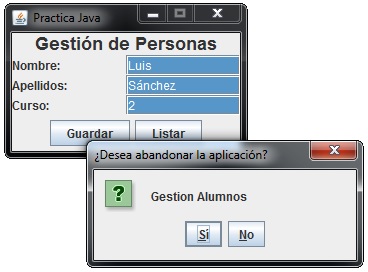 Practica Java
Gestión de Personas
Nombre: Luis
Apellidos: Sánchez
Curso: 2
Guardar Listar
¿Desea abandonar la aplicación?
?
Gestion Alumnos
Si No